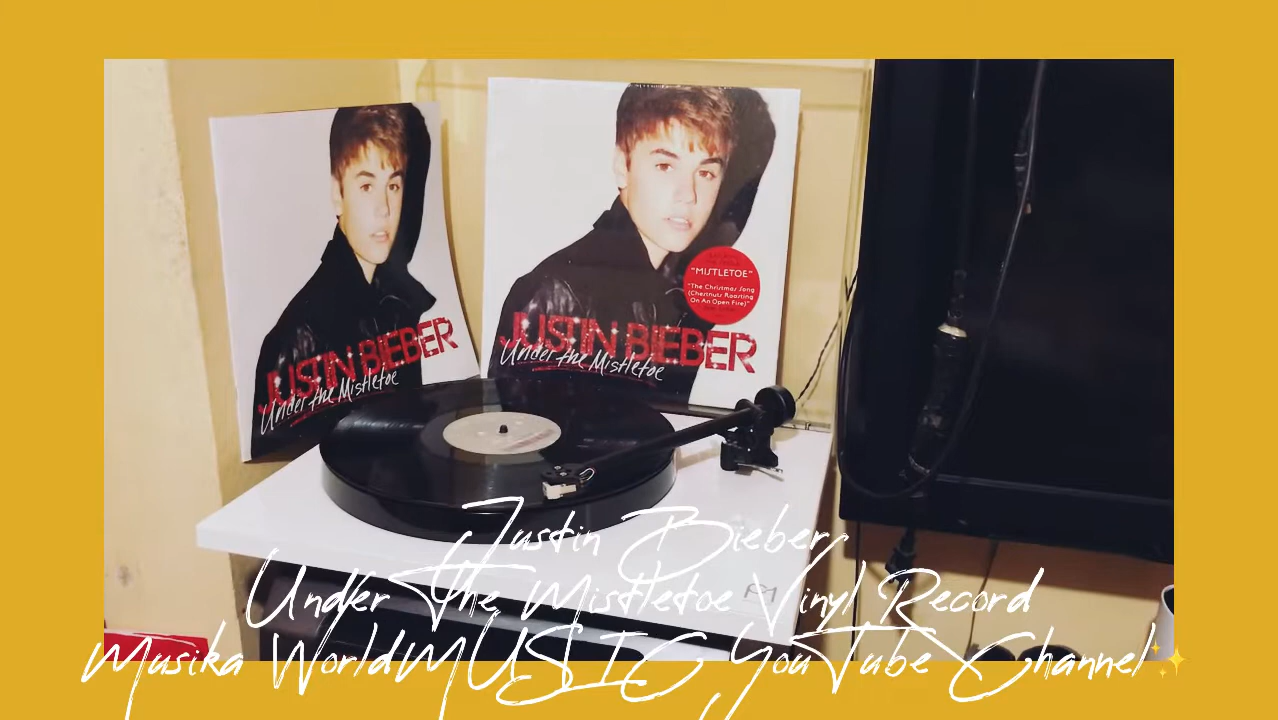 JUSTIN BIEBER
Under the Mistletoe
"MISTLETOE"
"The Christmas Song
(Chestnuts Roasting
On An Open Fire)"
JUSTIN BIEBER
Under the Mistletoe
Justin Bieber
Under The Mistletoe Vinyl Record
Musika WorldMUSIC YouTube Channel